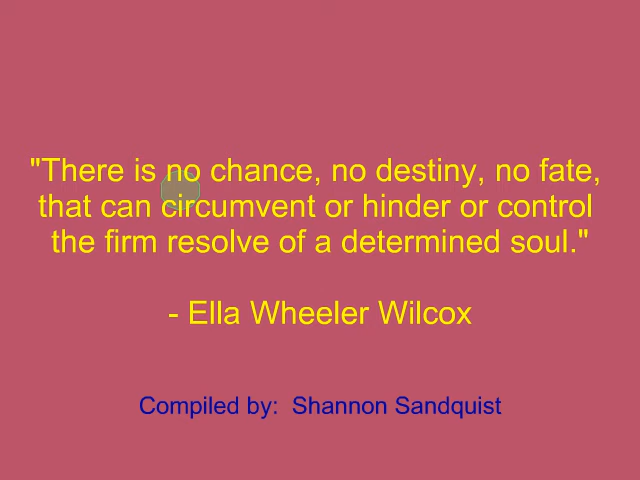 "There is no chance, no destiny, no fate,
that can circumvent or hinder or control
the firm resolve of a determined soul."
- Ella Wheeler Wilcox
Compiled by:  Shannon Sandquist